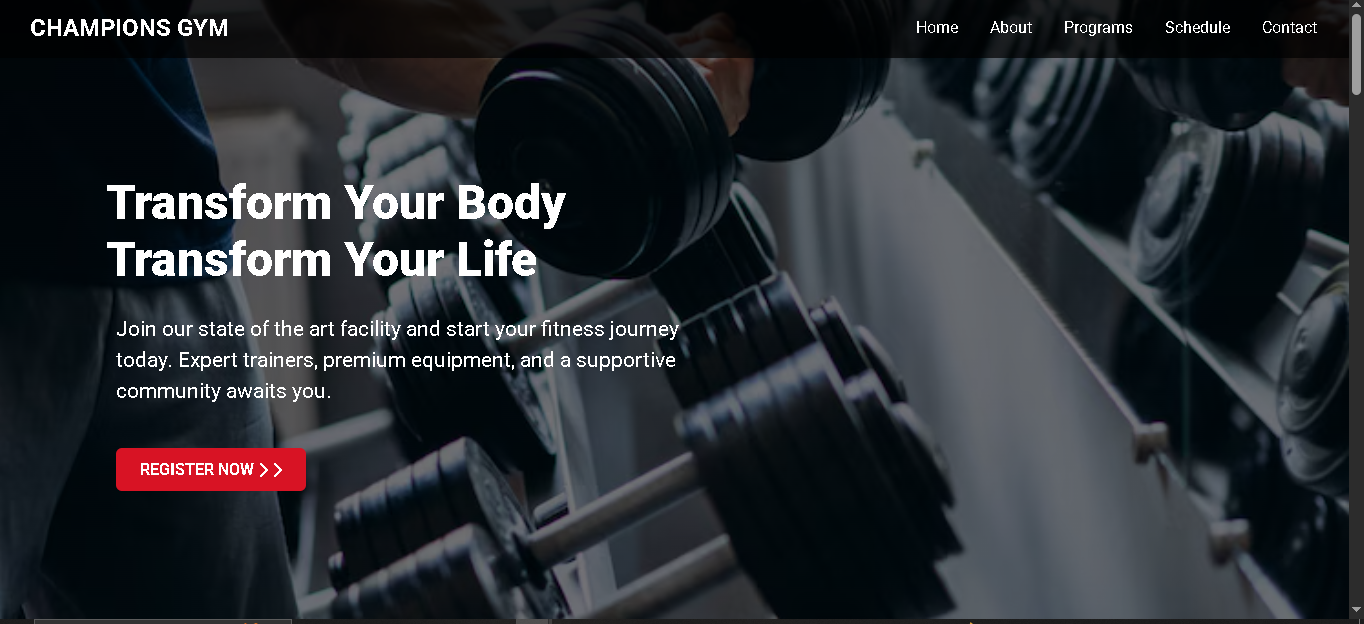 CHAMPIONS GYM
Home About Programs Schedule Contact
Transform Your Body
Transform Your Life
Join our state of the art facility and start your fitness journey
today. Expert trainers, premium equipment, and a supportive
community awaits you.
REGISTER NOW